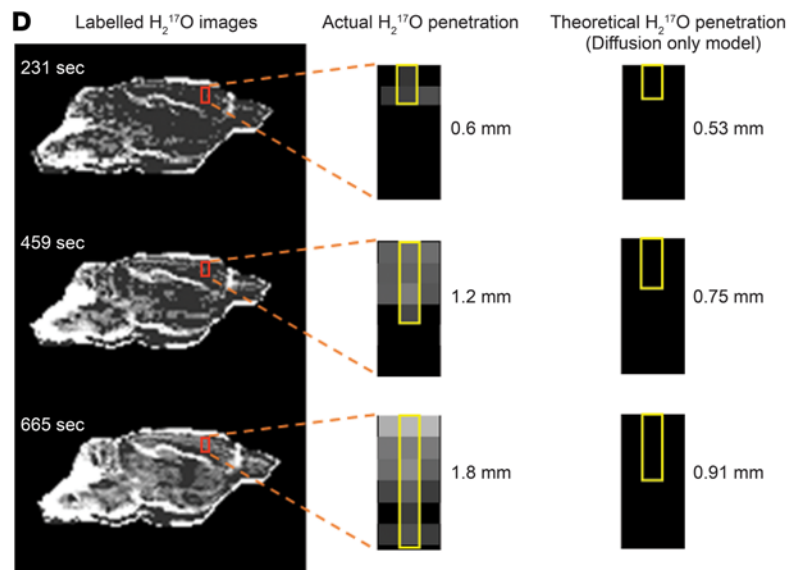 D
Labelled H₂¹⁷O images
Actual H₂¹⁷O penetration
Theoretical H₂¹⁷O penetration
(Diffusion only model)
231 sec
0.6 mm
0.53 mm
459 sec
1.2 mm
0.75 mm
665 sec
1.8 mm
0.91 mm